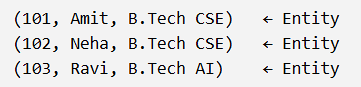 (101, Amit, B.Tech CSE)   ← Entity
(102, Neha, B.Tech CSE)   ← Entity
(103, Ravi, B.Tech AI)    ← Entity